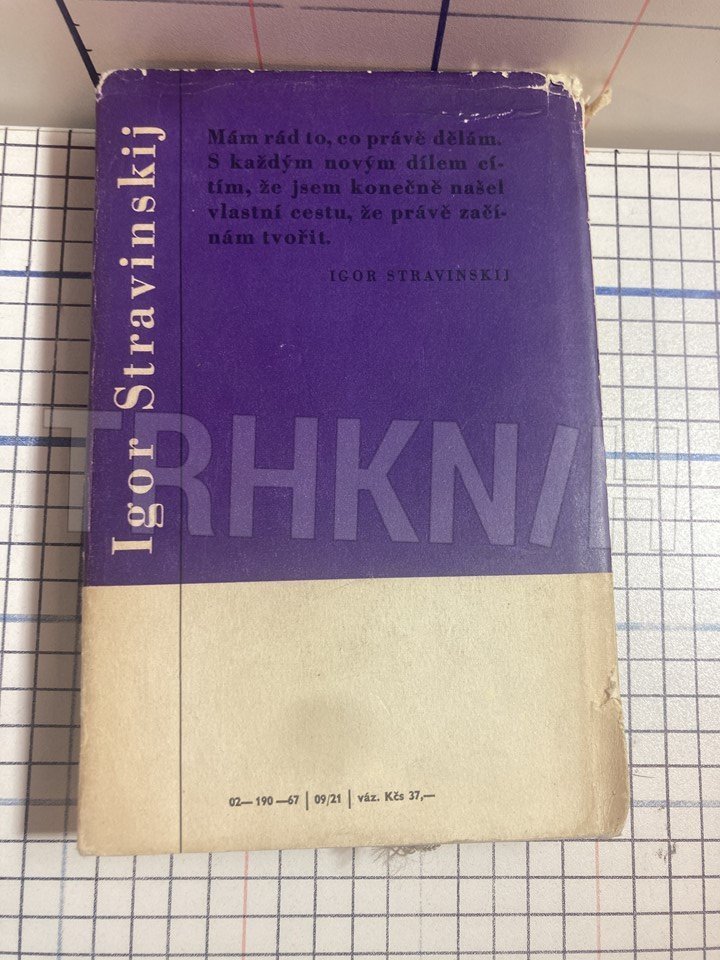 Igor Stravinskij
Mám rád to, co právě dělám.
S každým novým dílem cí-
tím, že jsem konečně našel
vlastní cestu, že právě začí-
nám tvořit.
IGOR STRAVINSKIJ
TRHKNI
02—190—67 | 09/21 | váz. Kčs 37,—